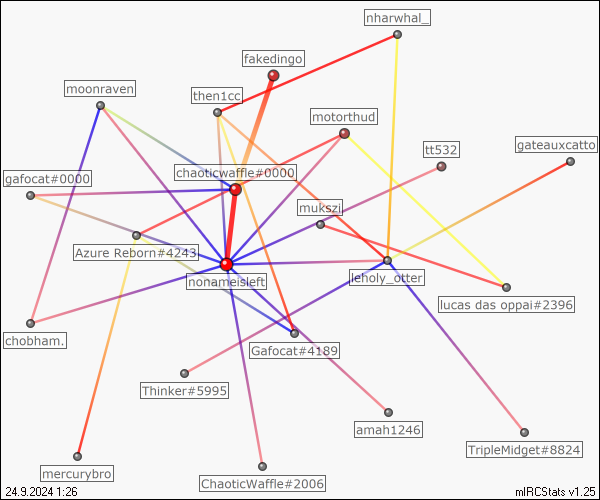 nharwhal_
fakedingo
moonraven
then1cc
motorthud
tt532
gateauxcatto
gafocat#0000
chaoticwaffle#0000
mukszi
Azure Reborn#4243
nonameisleft
leholy_otter
lucas das oppai#2396
chobham.
Gafocat#4189
Thinker#5995
amah1246
TripleMidget#8824
mercurybro
ChaoticWaffle#2006
24.9.2024 1:26
mIRCStats v1.25